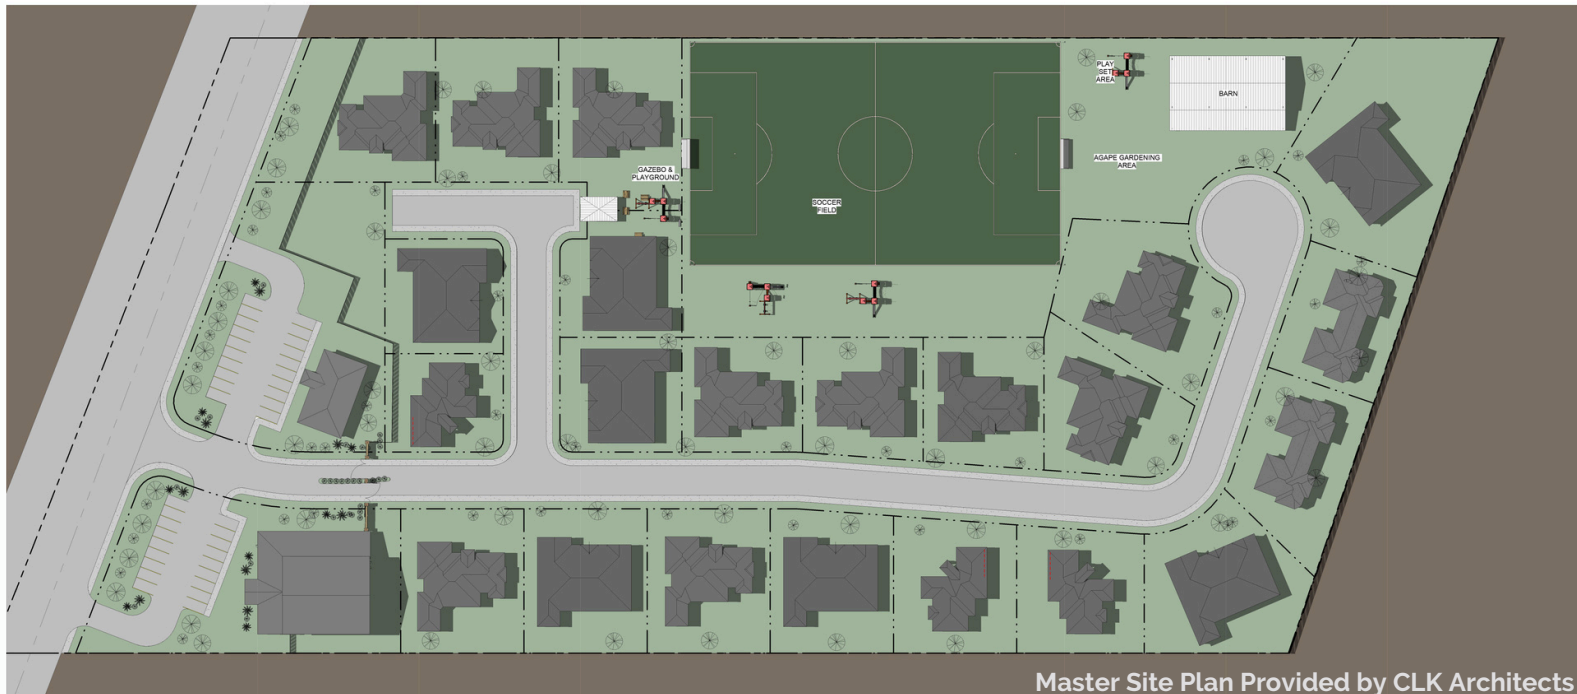 PLAY
SET
AREA
BARN
AGAPE GARDENING
AREA
GAZEBO &
PLAYGROUND
SOCCER
FIELD
Master Site Plan Provided by CLK Architects